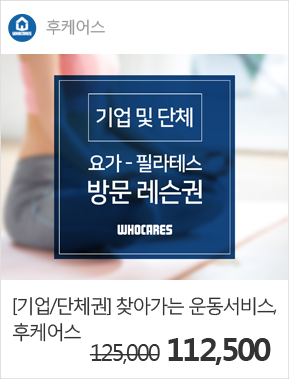 후케어스
기업 및 단체
요가 - 필라테스
방문 레슨권
WHOCARES
[기업/단체권] 찾아가는 운동서비스,
후케어스
125,000 112,500